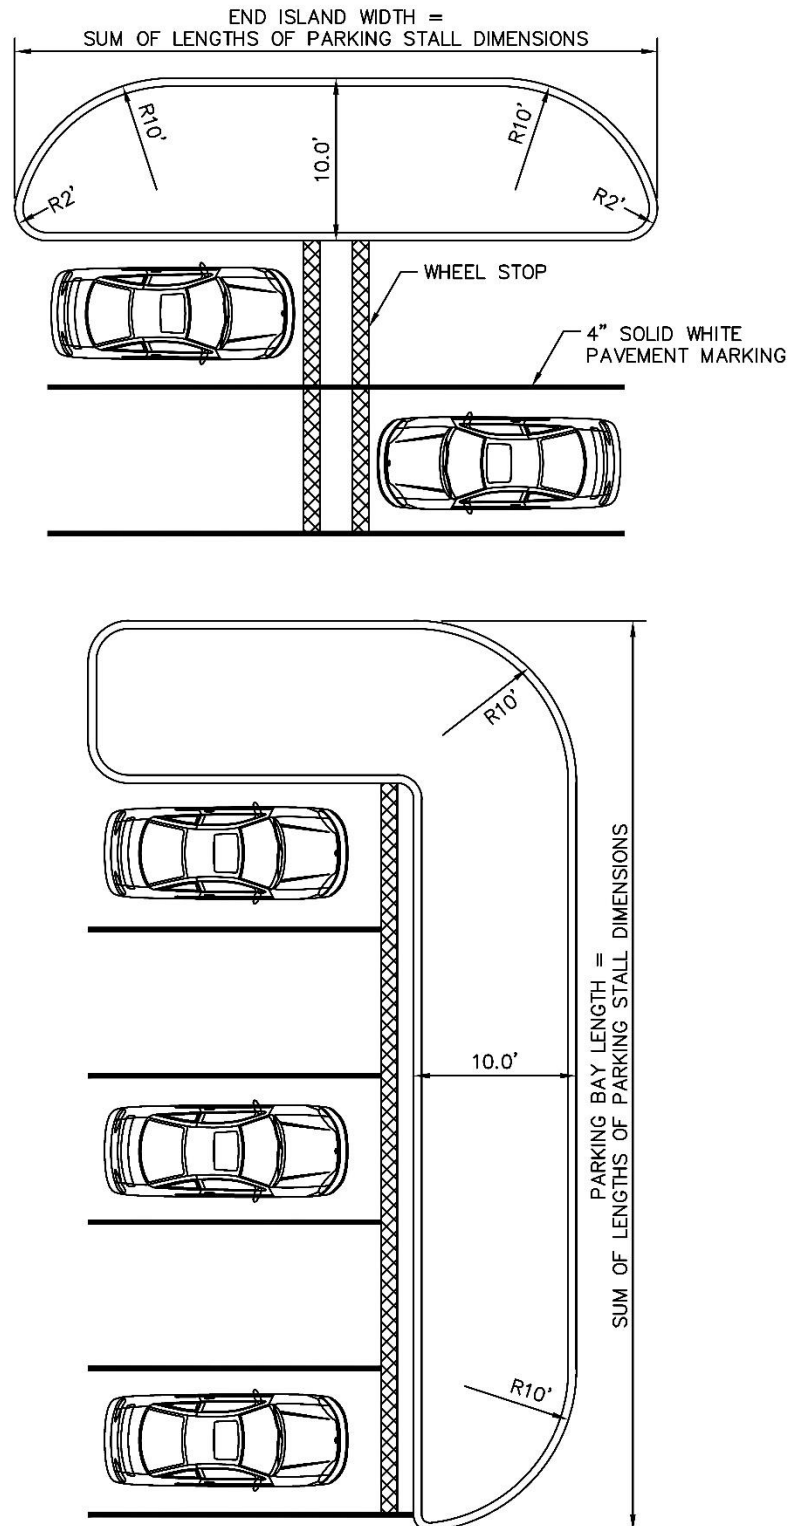 END ISLAND WIDTH =
SUM OF LENGTHS OF PARKING STALL DIMENSIONS
R10'
10.0'
R10'
R2'
R2'
WHEEL STOP
4" SOLID WHITE
PAVEMENT MARKING
R10'
PARKING BAY LENGTH =
SUM OF LENGTHS OF PARKING STALL DIMENSIONS
10.0'
R10'